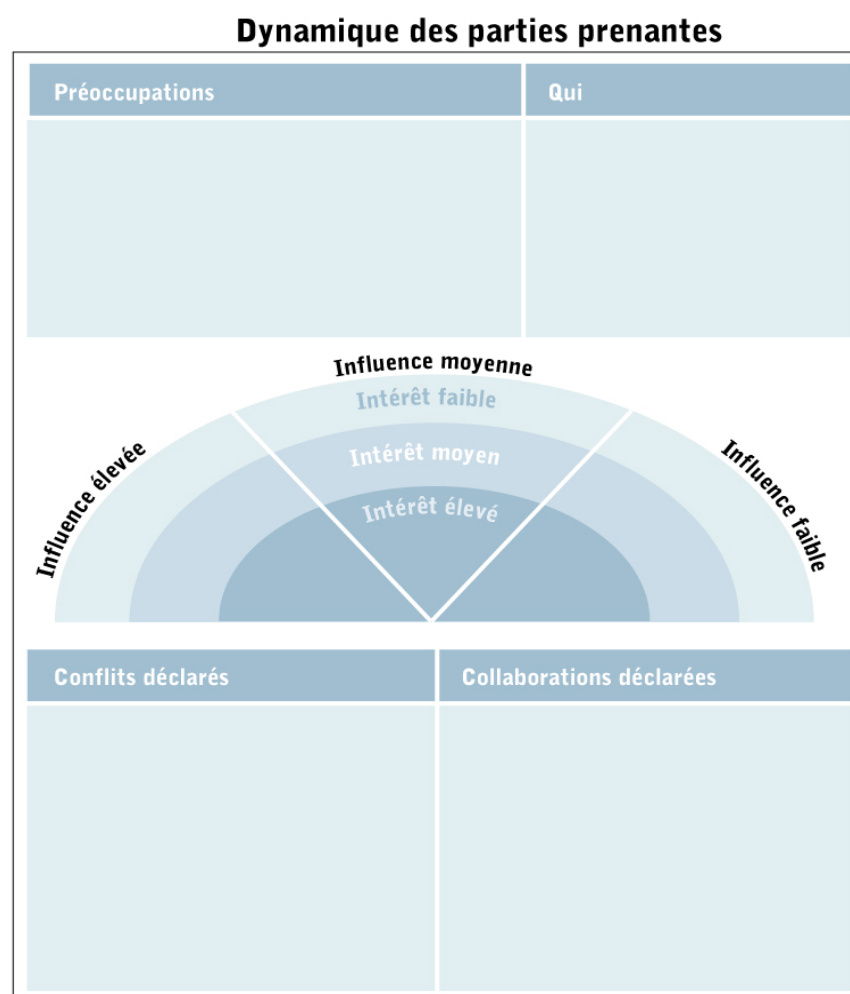 Dynamique des parties prenantes
Préoccupations
Qui
Influence moyenne
Intérêt faible
Influence élevée
Intérêt moyen
Influence faible
Intérêt élevé
Conflits déclarés
Collaborations déclarées